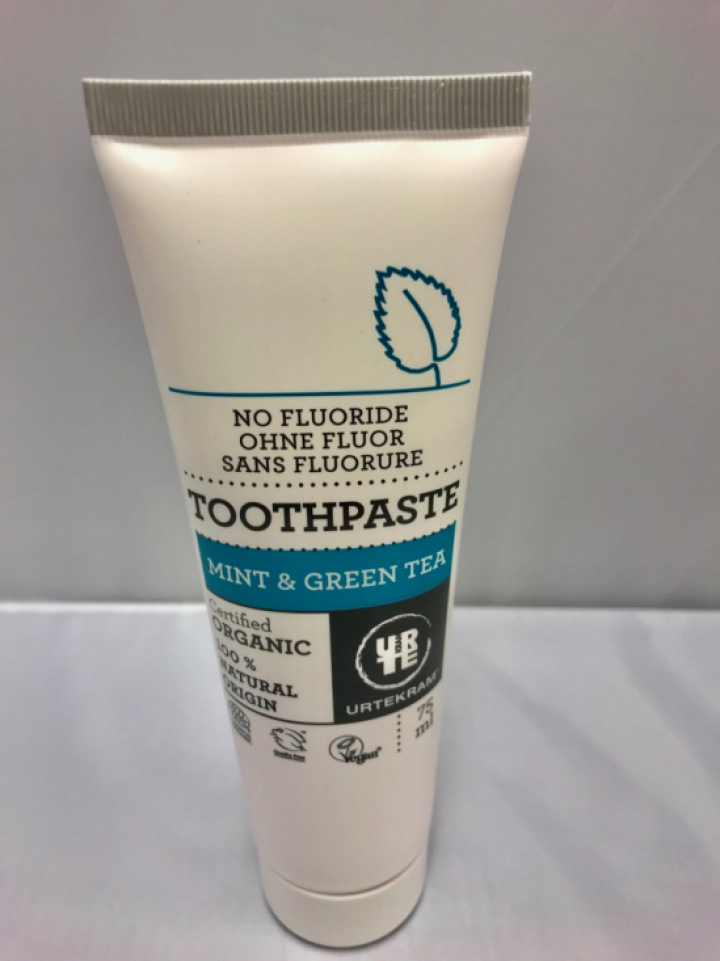 NO FLUORIDE
OHNE FLUOR
SANS FLUORURE
TOOTHPASTE
MINT & GREEN TEA
Certified
ORGANIC
100 %
NATURAL
ORIGIN
URTE
URTEKRAM
75
ml
vegan